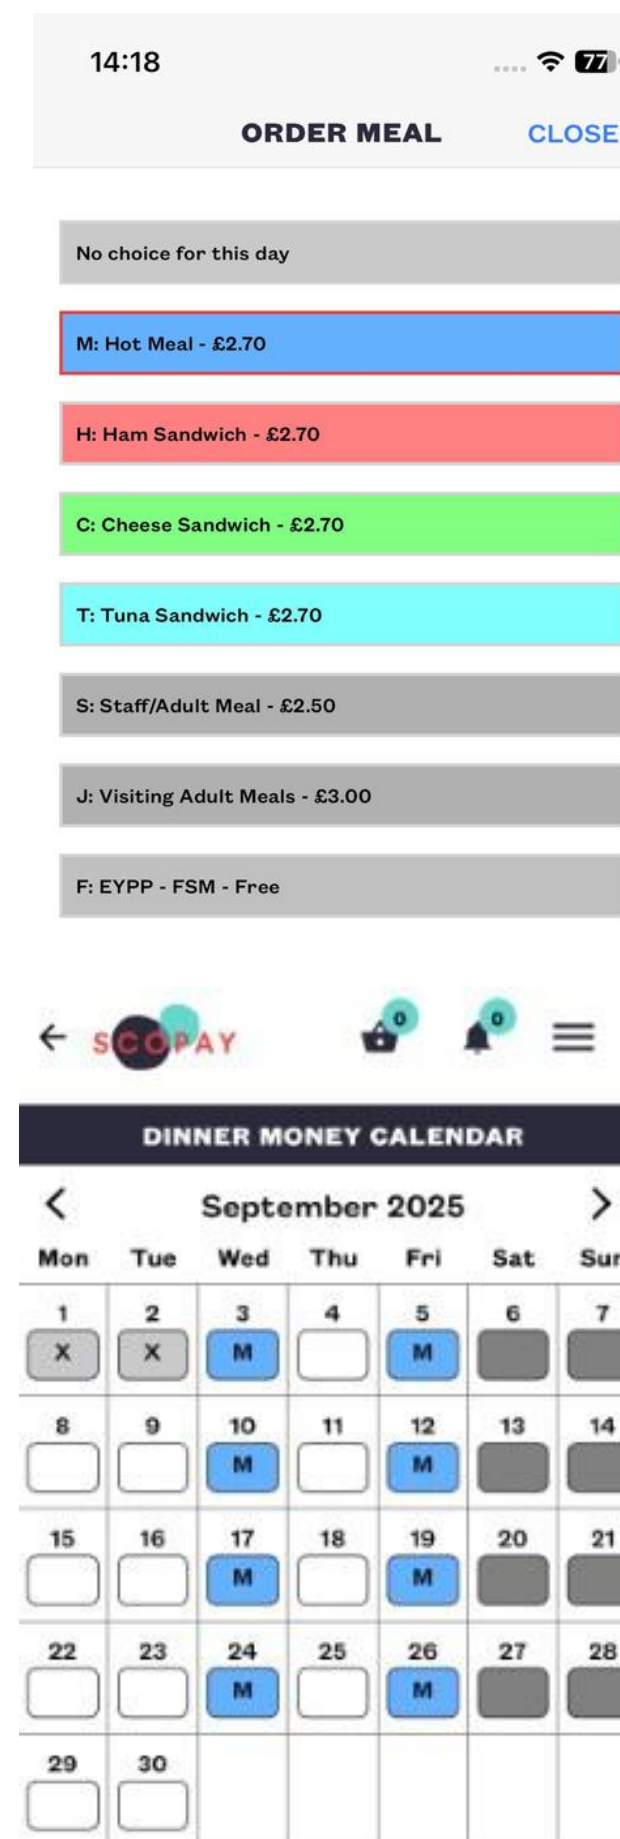 14:18 77
ORDER MEAL CLOSE
No choice for this day
M: Hot Meal - £2.70
H: Ham Sandwich - £2.70
C: Cheese Sandwich - £2.70
T: Tuna Sandwich - £2.70
S: Staff/Adult Meal - £2.50
J: Visiting Adult Meals - £3.00
F: EYPP - FSM - Free
SCOPAY 0 0
DINNER MONEY CALENDAR
September 2025
Mon Tue Wed Thu Fri Sat Sun
1 2 3 4 5 6 7
X X M M
8 9 10 11 12 13 14
M M
15 16 17 18 19 20 21
M M
22 23 24 25 26 27 28
M M
29 30